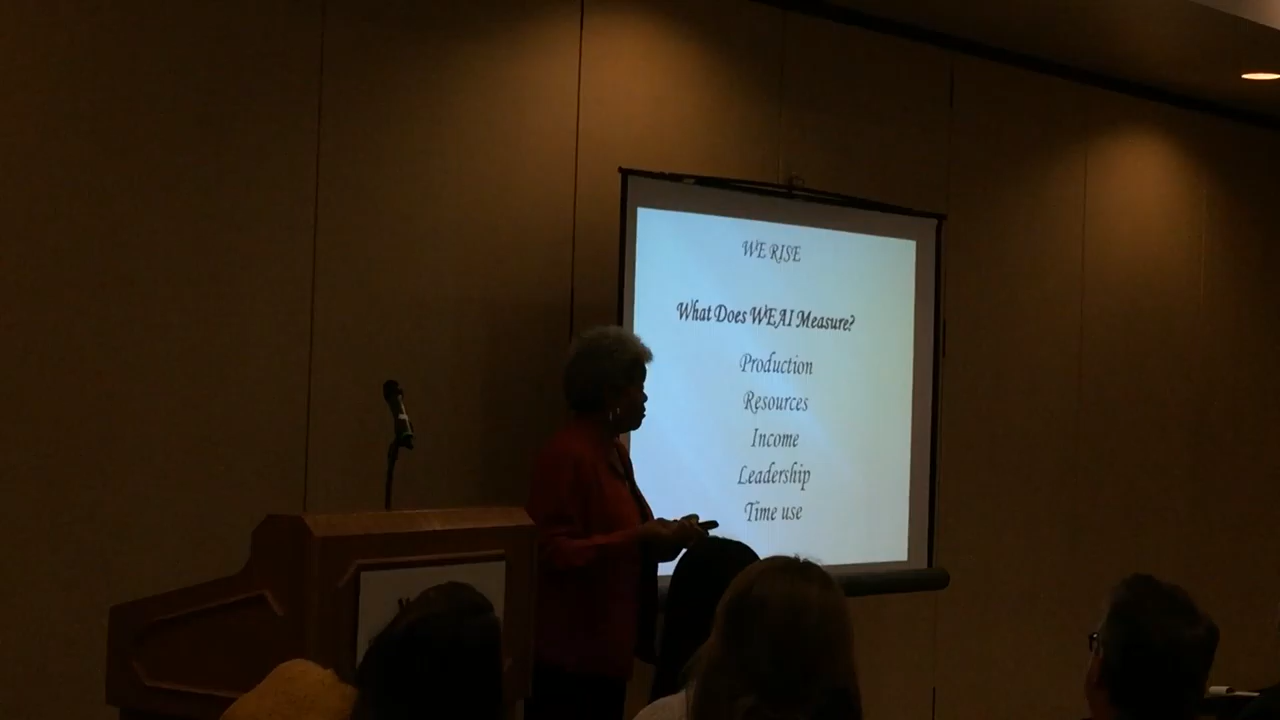 WE RISE
What Does WEAI Measure?
Production
Resources
Income
Leadership
Time use